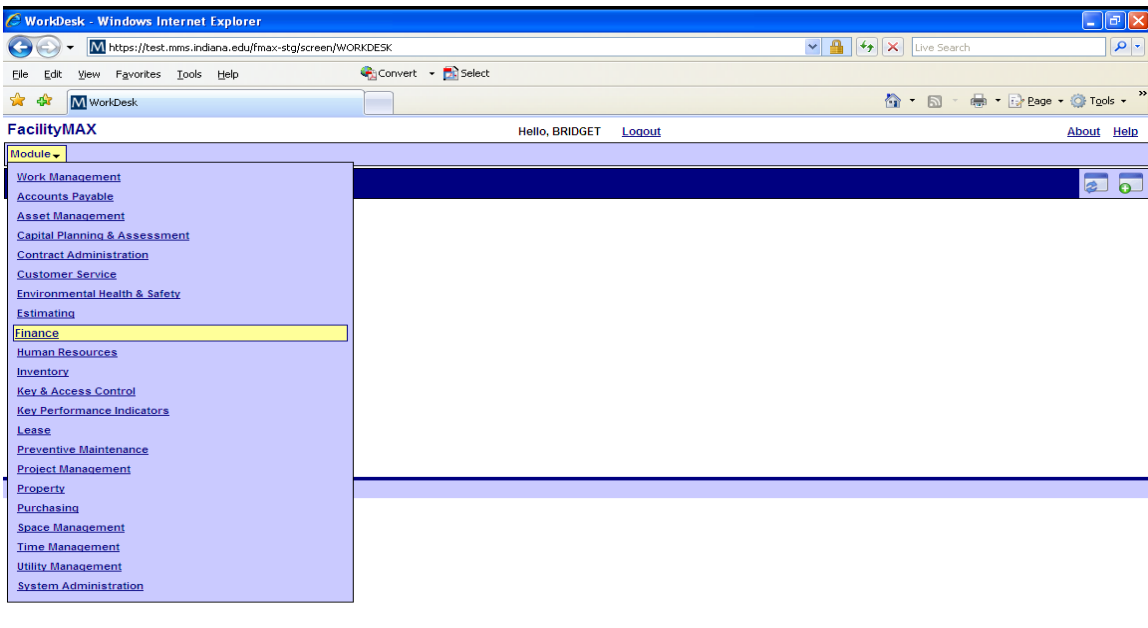 WorkDesk - Windows Internet Explorer
https://test.mms.indiana.edu/fmax-stg/screen/WORKDESK
Live Search
File Edit View Favorites Tools Help Convert Select
WorkDesk Page Tools »
FacilityMAX Hello, BRIDGET Logout About Help
Module
Work Management
Accounts Payable
Asset Management
Capital Planning & Assessment
Contract Administration
Customer Service
Environmental Health & Safety
Estimating
Finance
Human Resources
Inventory
Key & Access Control
Key Performance Indicators
Lease
Preventive Maintenance
Project Management
Property
Purchasing
Space Management
Time Management
Utility Management
System Administration